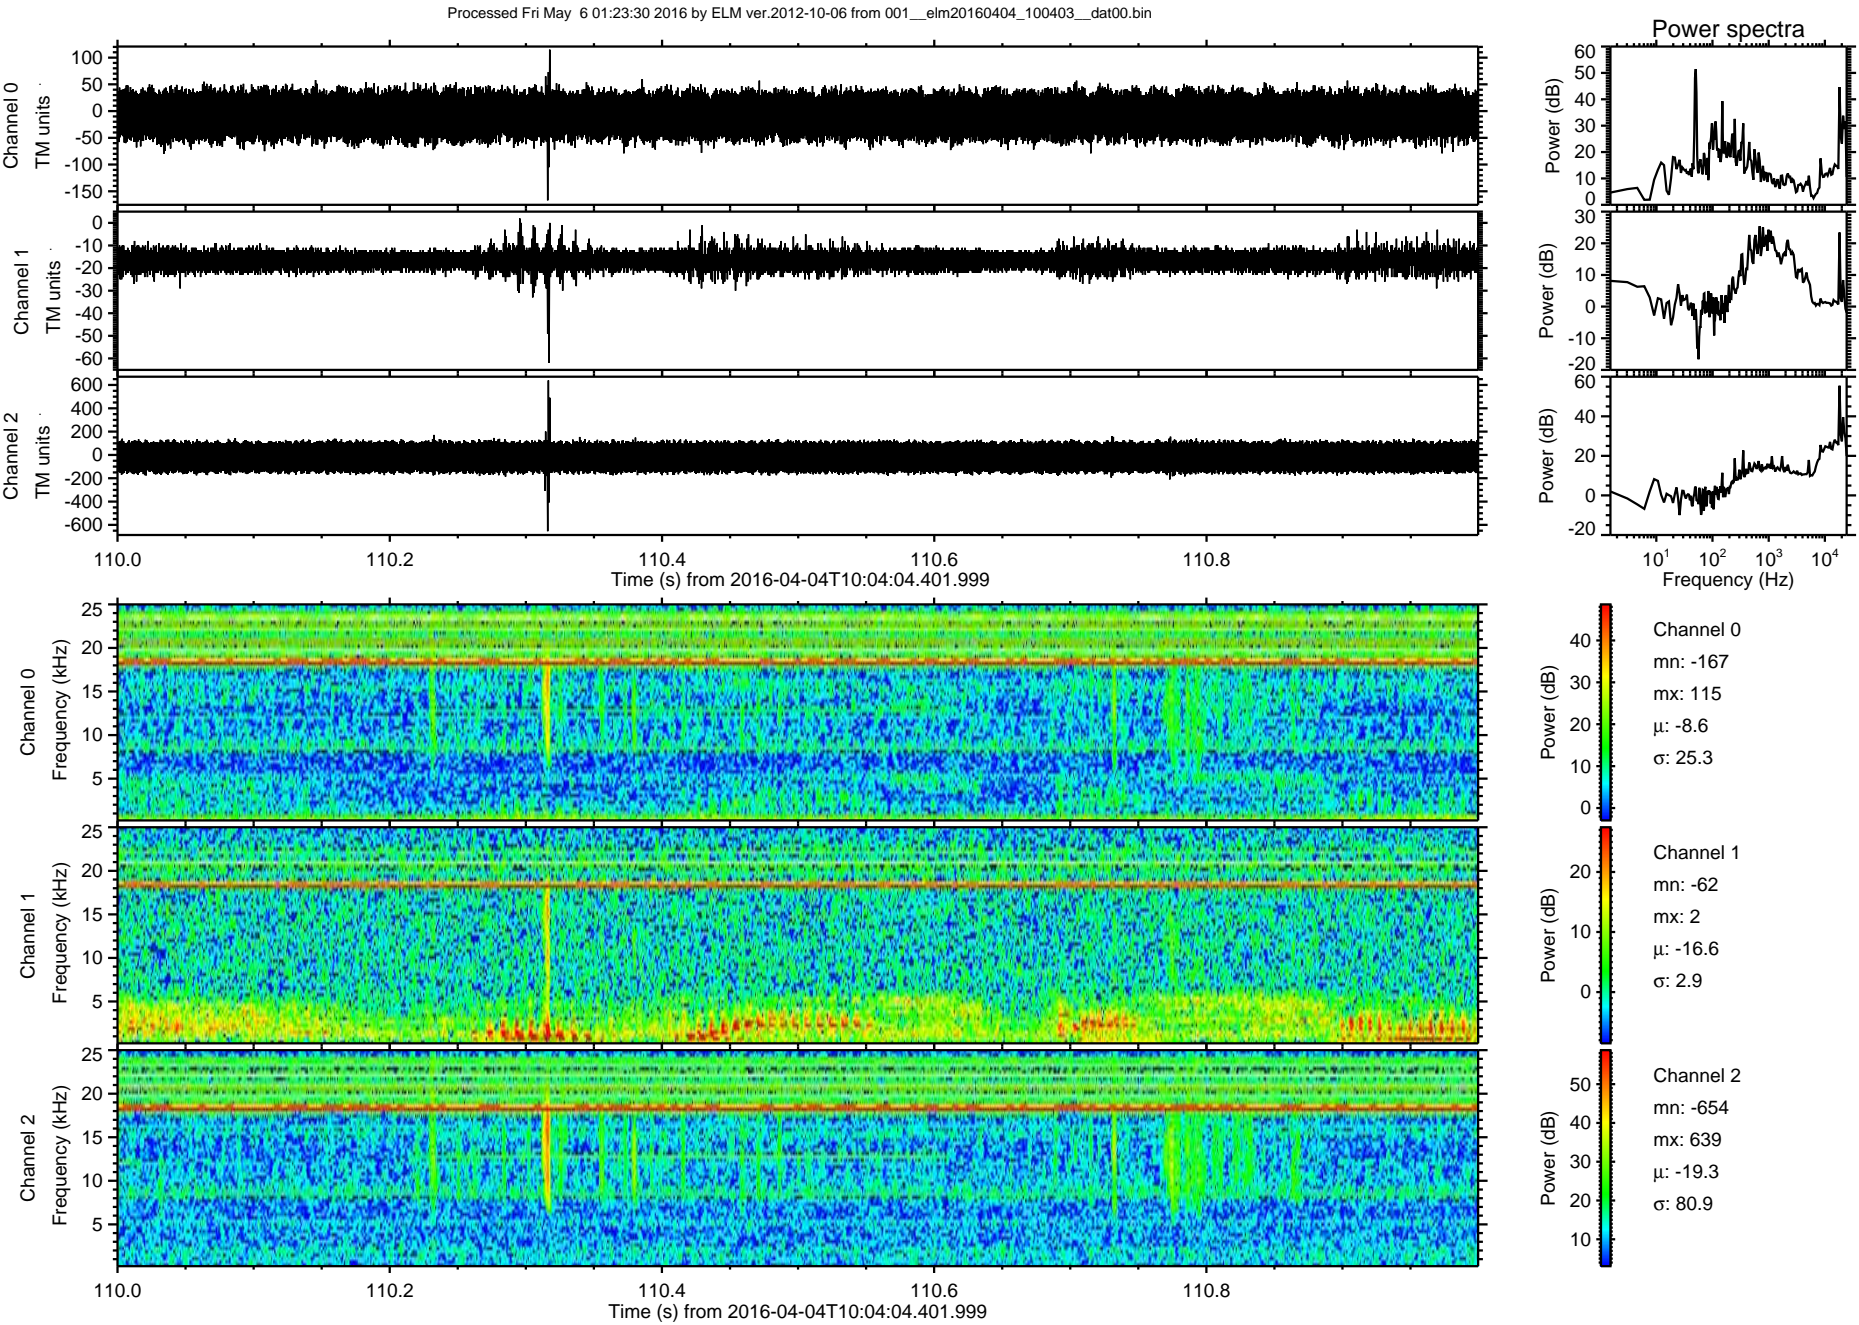 Processed Fri May  6 01:23:30 2016 by ELM ver.2012-10-06 from 001__elm20160404_100403__dat00.bin
Power spectra
Channel 0
TM units
100
50
0
-50
-100
-150
Power (dB)
60
50
40
30
20
10
0
Channel 1
TM units
0
-10
-20
-30
-40
-50
-60
Power (dB)
30
20
10
0
-10
-20
Channel 2
TM units
600
400
200
0
-200
-400
-600
Power (dB)
60
40
20
0
-20
110.0 110.2 110.4 110.6 110.8
Time (s) from 2016-04-04T10:04:04.401.999
10¹ 10² 10³ 10⁴
Frequency (Hz)
Channel 0
Frequency (kHz)
25
20
15
10
5
Power (dB)
40
30
20
10
0
Channel 0
mn: -167
mx: 115
μ: -8.6
σ: 25.3
Channel 1
Frequency (kHz)
25
20
15
10
5
Power (dB)
20
10
0
Channel 1
mn: -62
mx: 2
μ: -16.6
σ: 2.9
Channel 2
Frequency (kHz)
25
20
15
10
5
Power (dB)
50
40
30
20
10
Channel 2
mn: -654
mx: 639
μ: -19.3
σ: 80.9
110.0 110.2 110.4 110.6 110.8
Time (s) from 2016-04-04T10:04:04.401.999